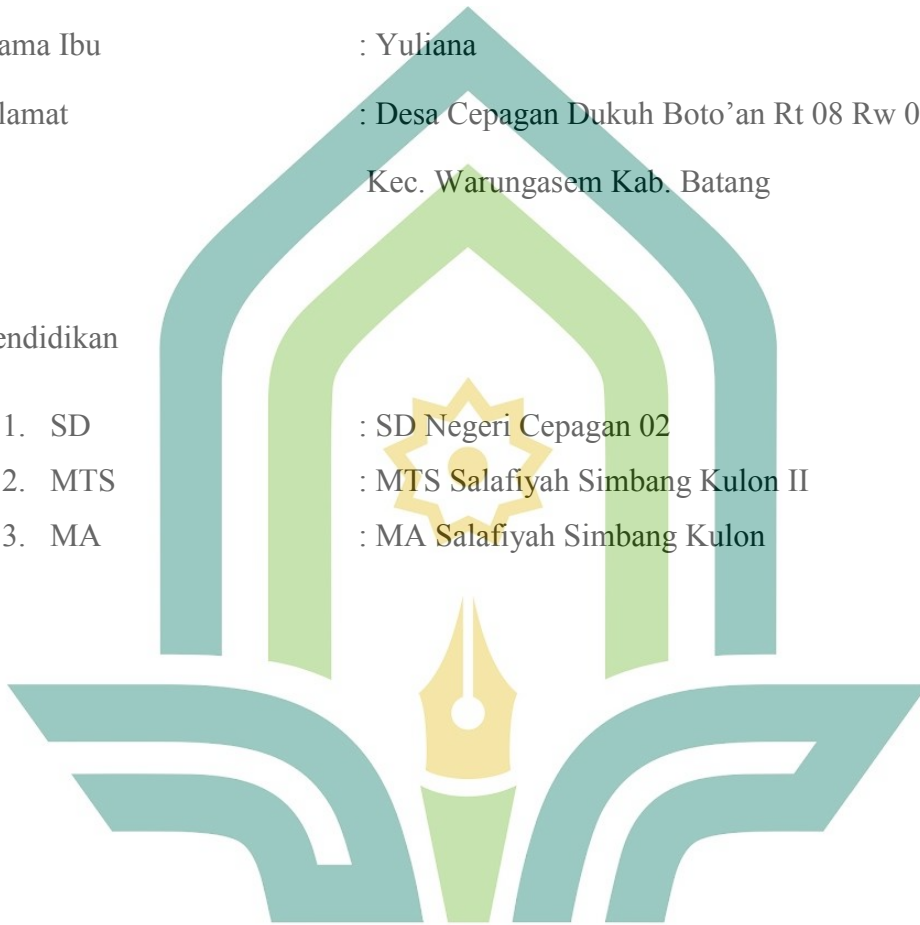 ama Ibu : Yuliana
lamat : Desa Cepagan Dukuh Boto’an Rt 08 Rw 0
Kec. Warungasem Kab. Batang
endidikan
1. SD : SD Negeri Cepagan 02
2. MTS : MTS Salafiyah Simbang Kulon II
3. MA : MA Salafiyah Simbang Kulon